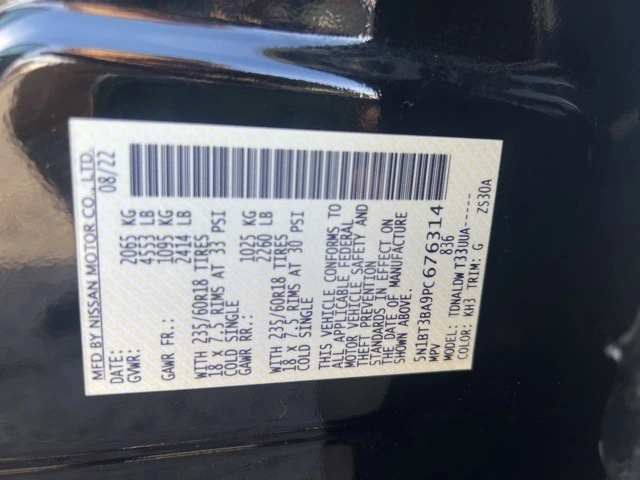 MFD BY NISSAN MOTOR CO., LTD.
DATE: 08/22
GVWR: 2065 KG
4553 LB
GAWR FR.: 1095 KG
2414 LB
WITH 235/60R18 TIRES
18 x 7.5 RIMS AT 33 PSI
COLD SINGLE
GAWR RR.: 1025 KG
2260 LB
WITH 235/60R18 TIRES
18 x 7.5 RIMS AT 30 PSI
COLD SINGLE
THIS VEHICLE CONFORMS TO
ALL APPLICABLE FEDERAL
MOTOR VEHICLE SAFETY AND
THEFT PREVENTION
STANDARDS IN EFFECT ON
THE DATE OF MANUFACTURE
SHOWN ABOVE
5N1BT3BA9PC676314
MPV 836
MODEL: TDNALDW T33UUA-----
COLOR: KH3 TRIM: G ZS30A